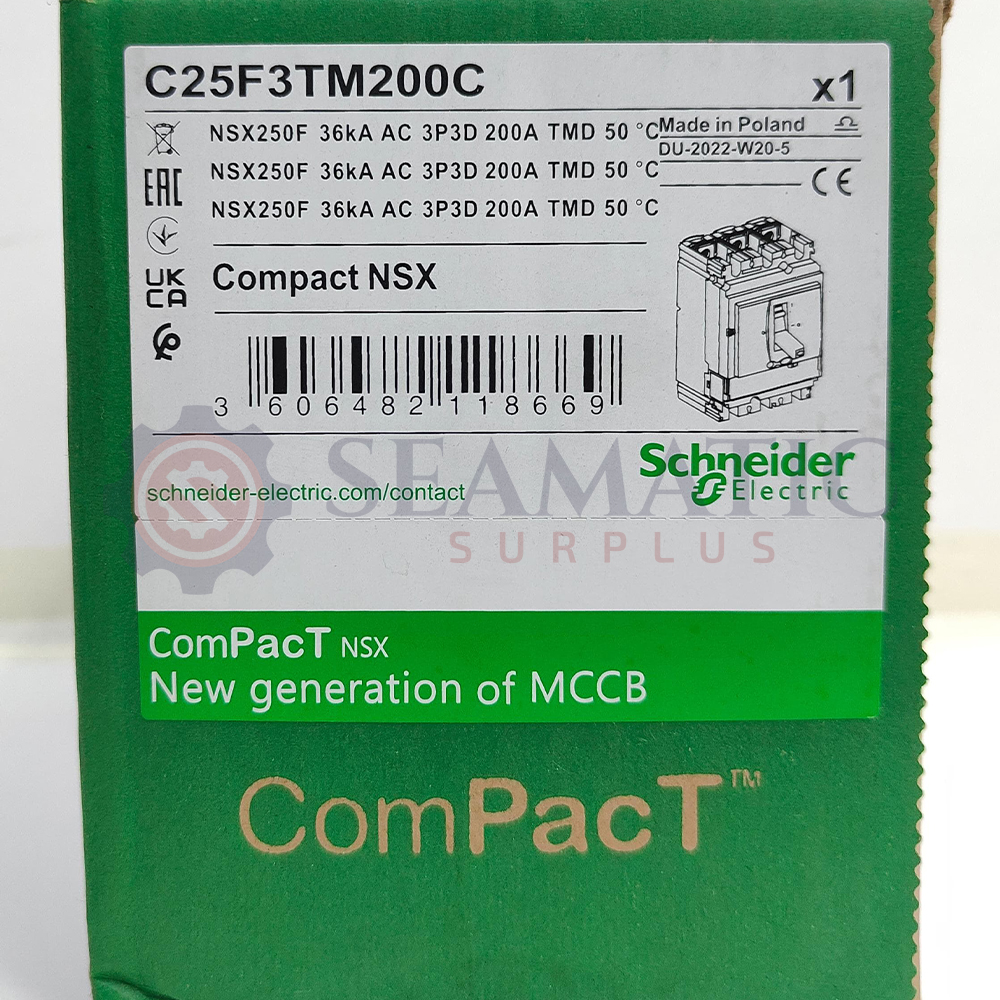 C25F3TM200C
x1
NSX250F 36kA AC 3P3D 200A TMD 50 °C
NSX250F 36kA AC 3P3D 200A TMD 50 °C
NSX250F 36kA AC 3P3D 200A TMD 50 °C
Made in Poland
DU-2022-W20-5
CE
EAC
UK
CA
Compact NSX
3 606482 118669
Schneider
Electric
schneider-electric.com/contact
SEAMATIC
SURPLUS
ComPacT NSX
New generation of MCCB
ComPacT™